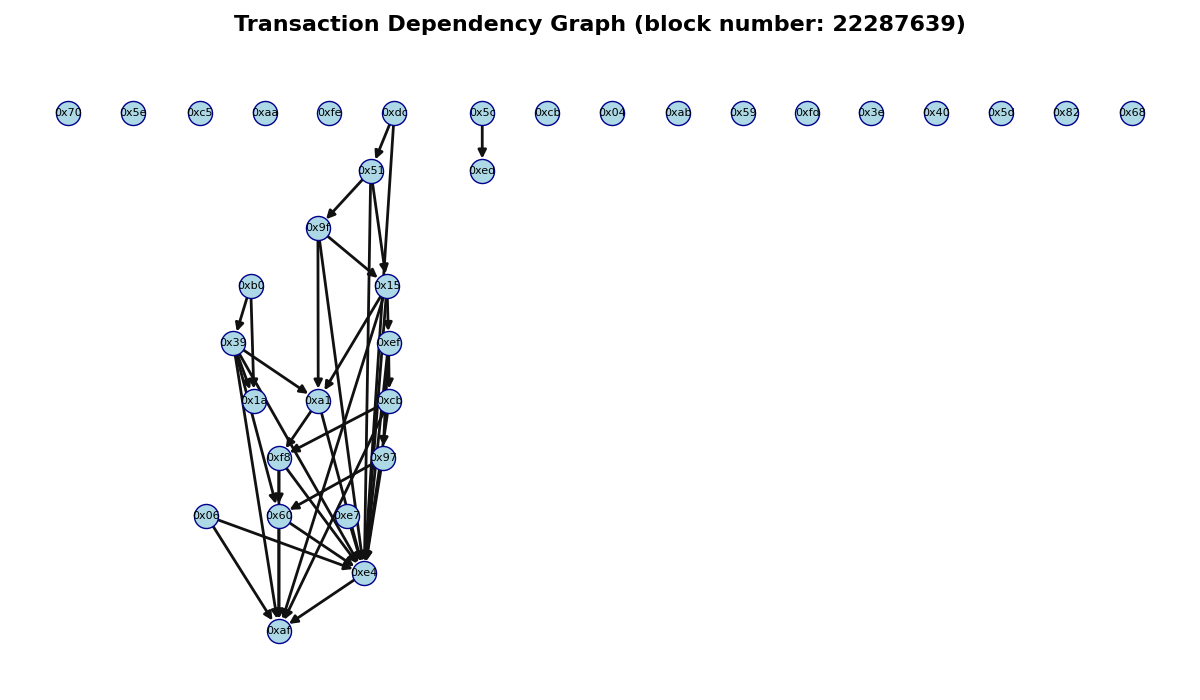 Transaction Dependency Graph (block number: 22287639)
0x70 0x5e 0xc5 0xaa 0xfe 0xdc 0x5c 0xcb 0x04 0xab 0x59 0xfd 0x3e 0x40 0x5d 0x82 0x68
0x51 0xed
0x9f
0xb0 0x15
0x39 0xef
0x1a 0xa1 0xcb
0xf8 0x97
0x06 0x60 0xe7
0xe4
0xaf